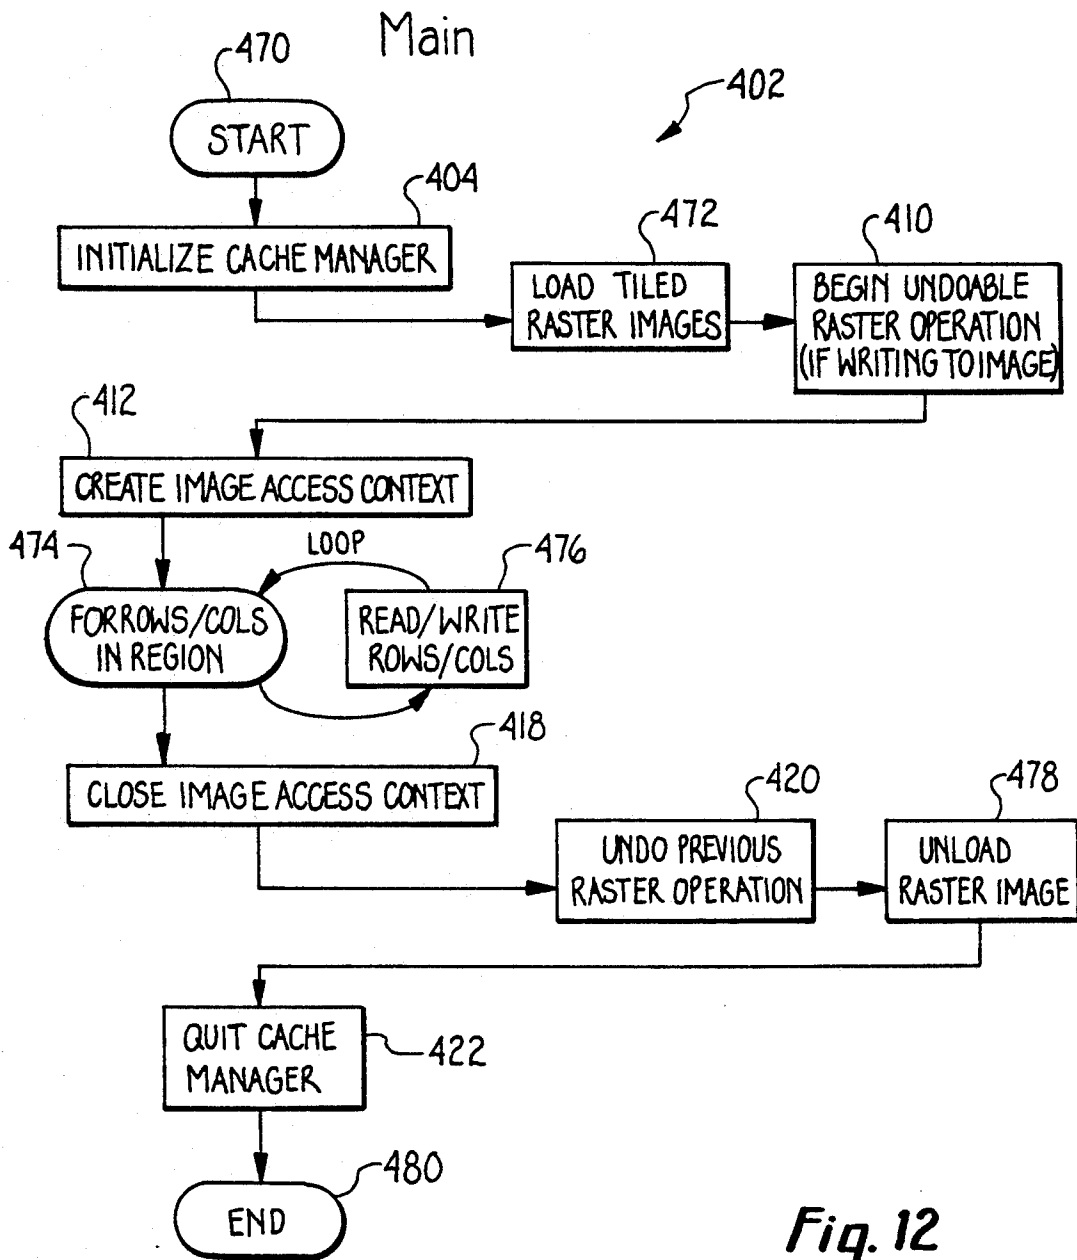 Main
470
402
START
404
INITIALIZE CACHE MANAGER
472
LOAD TILED
RASTER IMAGES
410
BEGIN UNDOABLE
RASTER OPERATION
(IF WRITING TO IMAGE)
412
CREATE IMAGE ACCESS CONTEXT
474
LOOP
476
FORROWS/COLS
IN REGION
READ/WRITE
ROWS/COLS
418
CLOSE IMAGE ACCESS CONTEXT
420
UNDO PREVIOUS
RASTER OPERATION
478
UNLOAD
RASTER IMAGE
QUIT CACHE
MANAGER
422
480
END
Fig. 12